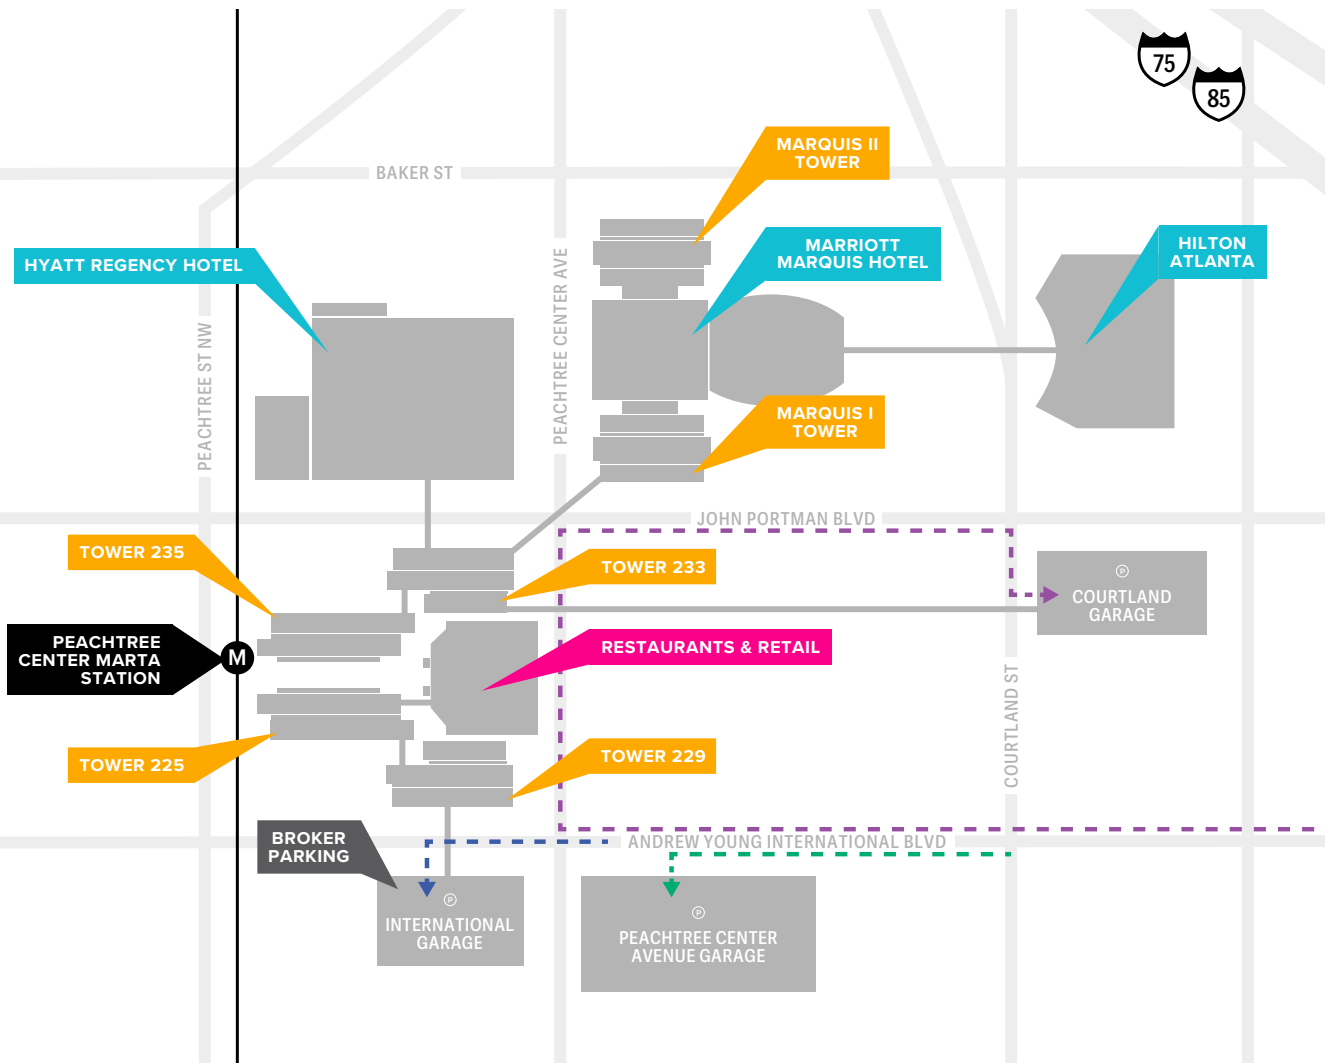 75
85
MARQUIS II
TOWER
BAKER ST
MARRIOTT
MARQUIS HOTEL
HILTON
ATLANTA
HYATT REGENCY HOTEL
PEACHTREE ST NW
PEACHTREE CENTER AVE
MARQUIS I
TOWER
JOHN PORTMAN BLVD
TOWER 235
TOWER 233
P
COURTLAND
GARAGE
PEACHTREE
CENTER MARTA
STATION
M
RESTAURANTS & RETAIL
COURTLAND ST
TOWER 225
TOWER 229
BROKER
PARKING
ANDREW YOUNG INTERNATIONAL BLVD
P
INTERNATIONAL
GARAGE
P
PEACHTREE CENTER
AVENUE GARAGE